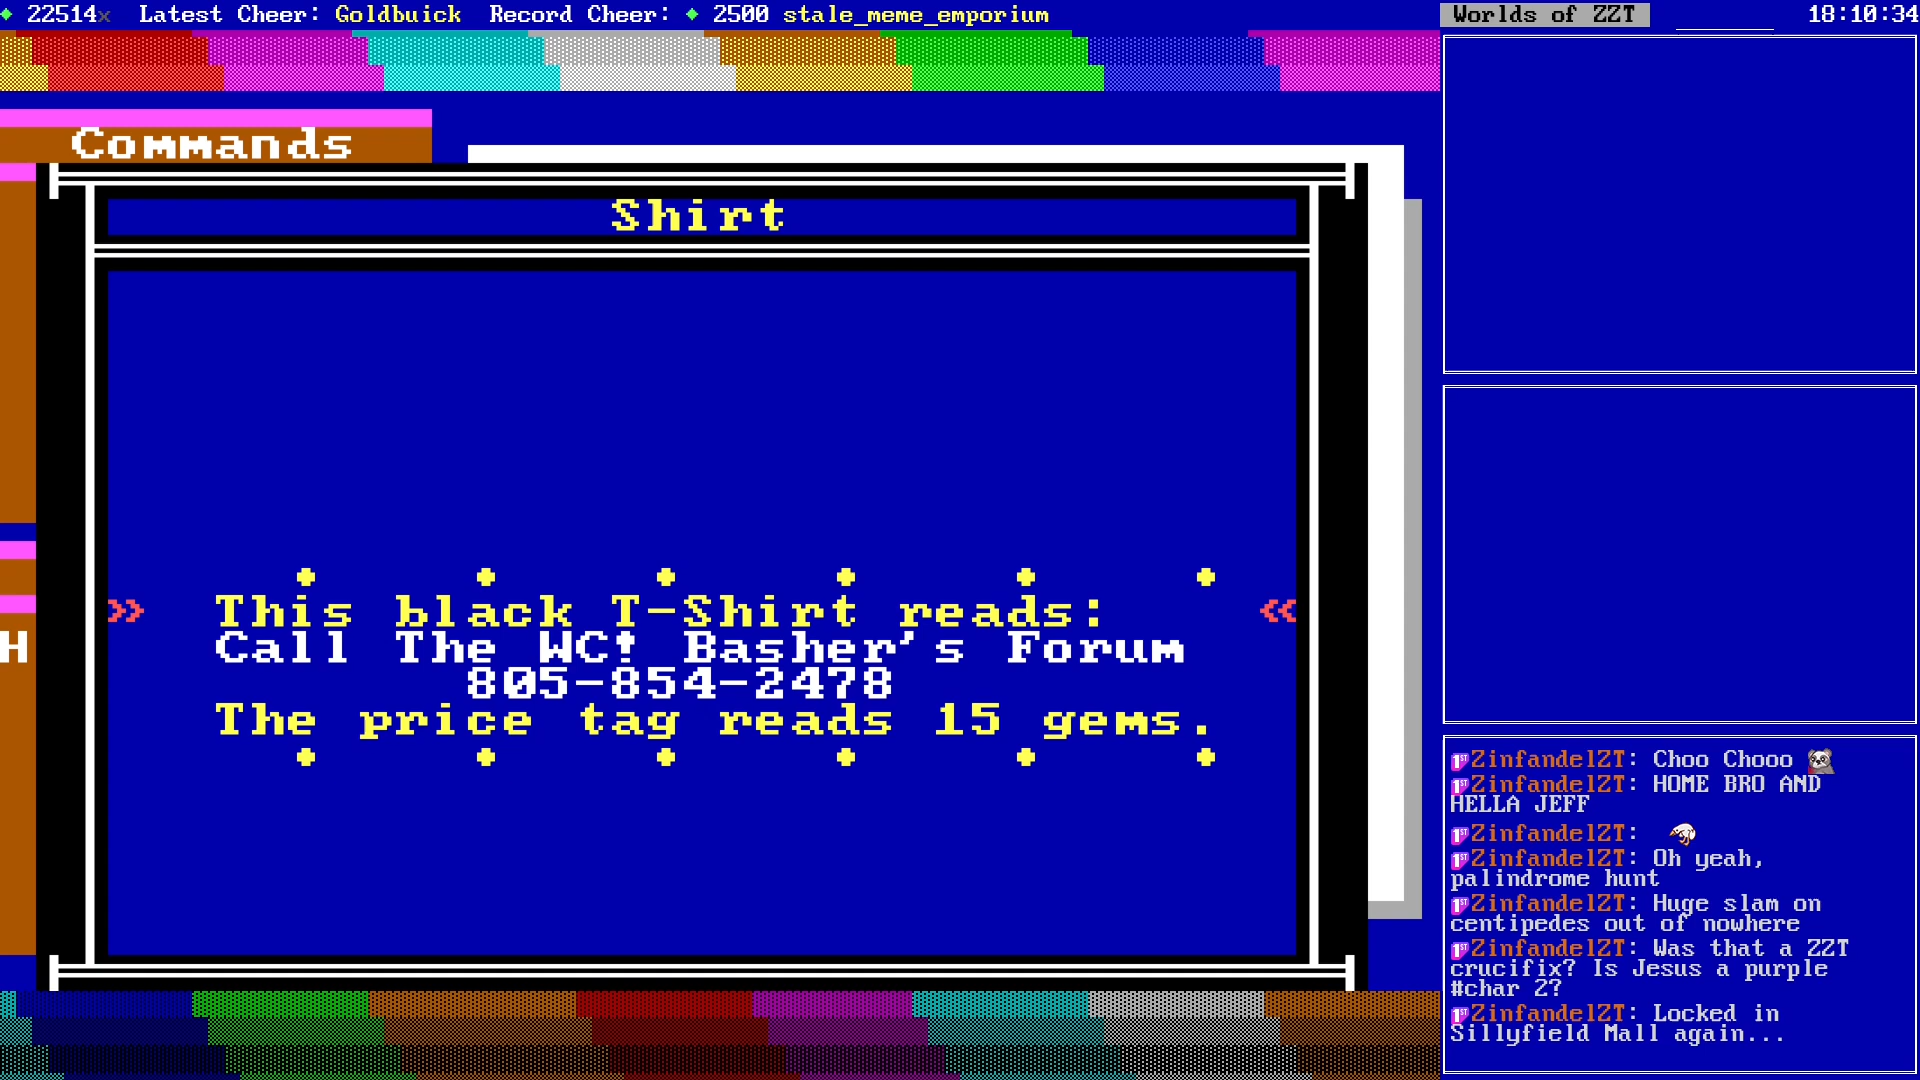 22514x Latest Cheer: Goldbuick Record Cheer: 2500 stale_meme_emporium
Worlds of ZZT
18:10:34
Commands
Shirt
» This black T-Shirt reads: «
Call The WC! Basher's Forum
805-854-2478
The price tag reads 15 gems.
H
ZinfandelZT: Choo Chooo
ZinfandelZT: HOME BRO AND
HELLA JEFF
ZinfandelZT:
ZinfandelZT: Oh yeah,
palindrome hunt
ZinfandelZT: Huge slam on
centipedes out of nowhere
ZinfandelZT: Was that a ZZT
crucifix? Is Jesus a purple
#char 2?
ZinfandelZT: Locked in
Sillyfield Mall again...